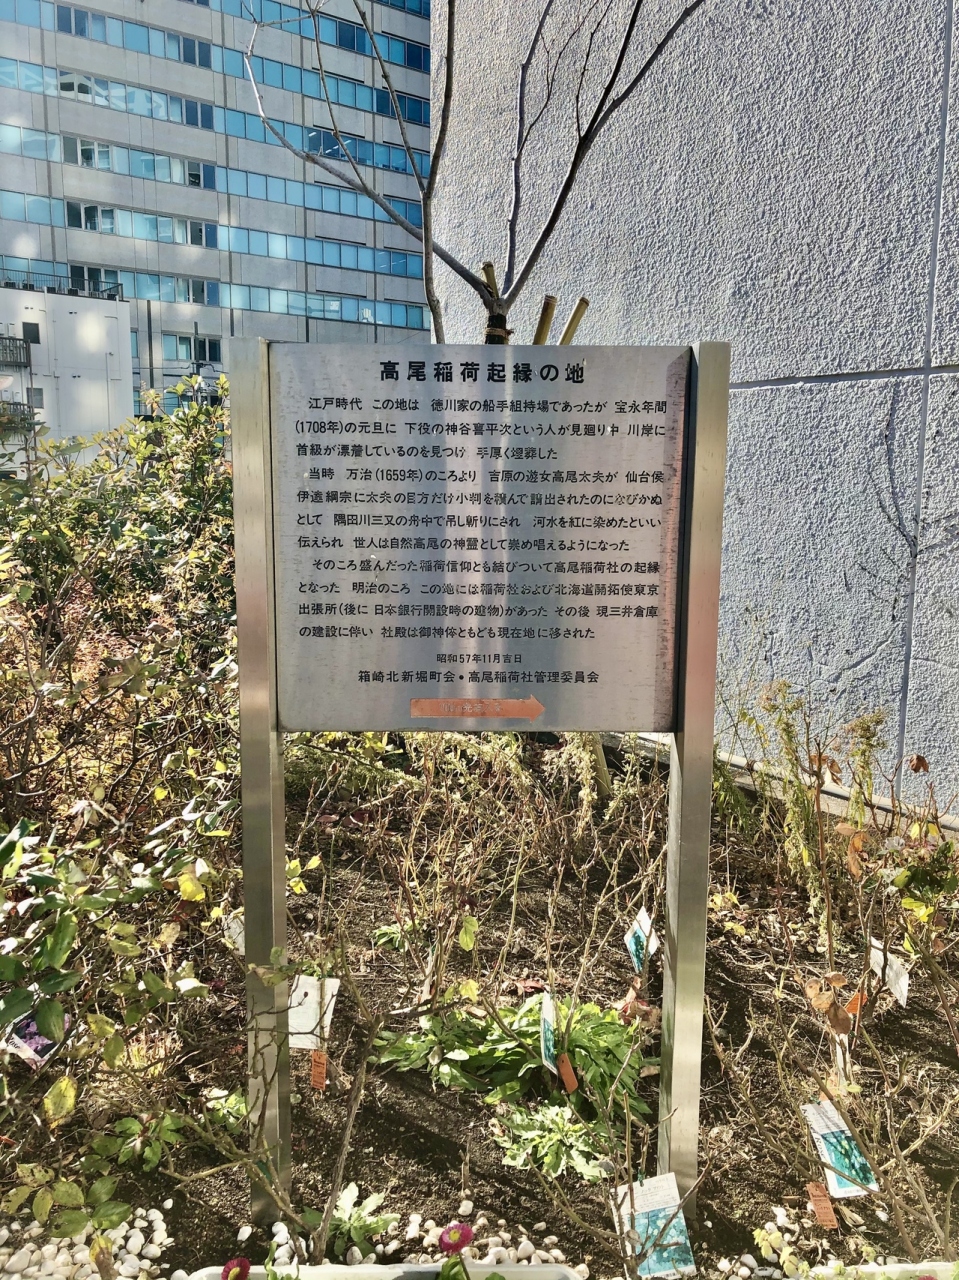 高尾稲荷起縁の地
江戸時代 この地は 徳川家の船手組持場であったが 宝永年間
(1708年)の元旦に 下役の神谷喜平次という人が見廻り中 川岸に
首級が漂着しているのを見つけ 手厚く埋葬した
当時 万治(1659年)のころより 吉原の遊女高尾太夫が 仙台侯
伊達綱宗に太夫の目方だけ小判を積んで請出されたのになびかぬ
として 隅田川三又の舟中で吊し斬りにされ 河水を紅に染めたといい
伝えられ 世人は自然高尾の神霊として崇め唱えるようになった
そのころ盛んだった稲荷信仰とも結びついて高尾稲荷社の起縁
となった 明治のころ この地には稲荷社および北海道開拓使東京
出張所(後に日本銀行開設時の建物)があった その後 現三井倉庫
の建設に伴い 社殿は御神体ともども現在地に移された
昭和57年11月吉日
箱崎北新堀町会・高尾稲荷社管理委員会